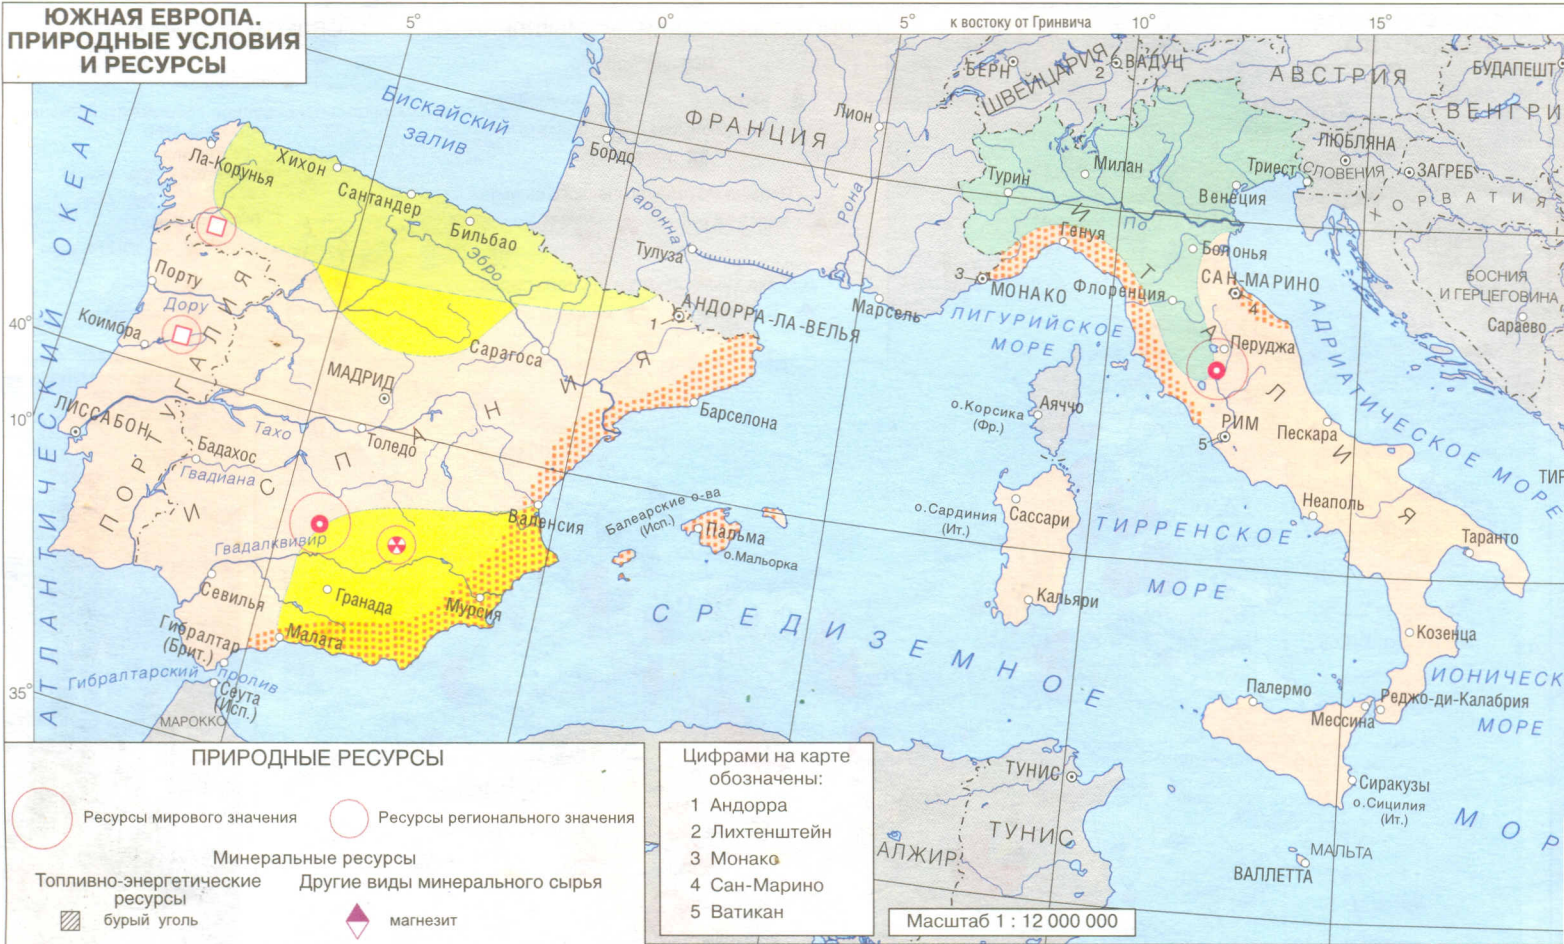 ЮЖНАЯ ЕВРОПА.
ПРИРОДНЫЕ УСЛОВИЯ
И РЕСУРСЫ
5°
0°
5°
к востоку от Гринвича
10°
15°
БЕРН
ШВЕЙЦАРИЯ
2
ВАДУЦ
АВСТРИЯ
БУДАПЕШТ
ВЕНГРИ
Бискайский
залив
ФРАНЦИЯ
Лион
Бордо
Рона
Гаронна
Тулуза
Марсель
Турин
Милан
Венеция
Триест
ЛЮБЛЯНА
СЛОВЕНИЯ
ЗАГРЕБ
ХОРВАТИЯ
По
Генуя
Болонья
САН-МАРИНО
4
Флоренция
3
МОНАКО
БОСНИЯ
И ГЕРЦЕГОВИНА
Сараево
ЛИГУРИЙСКОЕ
МОРЕ
АДРИАТИЧЕСКОЕ МОРЕ
Перуджа
ИТАЛИЯ
о.Корсика
(Фр.)
Аяччо
РИМ
5
Пескара
ТИР
Неаполь
Таранто
о.Сардиния
(Ит.)
Сассари
Кальяри
ТИРРЕНСКОЕ
МОРЕ
Козенца
ИОНИЧЕСК
МОРЕ
Палермо
Реджо-ди-Калабрия
Мессина
Сиракузы
о.Сицилия
(Ит.)
МАЛЬТА
ВАЛЛЕТТА
АТЛАНТИЧЕСКИЙ ОКЕАН
Ла-Корунья
Хихон
Сантандер
Бильбао
Эбро
1
АНДОРРА-ЛА-ВЕЛЬЯ
Порту
Дору
Коимбра
40°
ПОРТУГАЛИЯ
МАДРИД
Сарагоса
ИСПАНИЯ
Барселона
10°
ЛИССАБОН
Тахо
Толедо
Бадахос
Гвадиана
Гвадалквивир
Валенсия
Балеарские о-ва
(Исп.)
Пальма
о.Мальорка
Севилья
Гранада
Мурсия
Малага
Гибралтар
(Брит.)
Гибралтарский пролив
35°
Сеута
(Исп.)
МАРОККО
СРЕДИЗЕМНОЕ
МОР
ТУНИС
ТУНИС
АЛЖИР
ПРИРОДНЫЕ РЕСУРСЫ
Ресурсы мирового значения
Ресурсы регионального значения
Минеральные ресурсы
Топливно-энергетические
ресурсы
Другие виды минерального сырья
бурый уголь
магнезит
Цифрами на карте
обозначены:
1 Андорра
2 Лихтенштейн
3 Монако
4 Сан-Марино
5 Ватикан
Масштаб 1 : 12 000 000